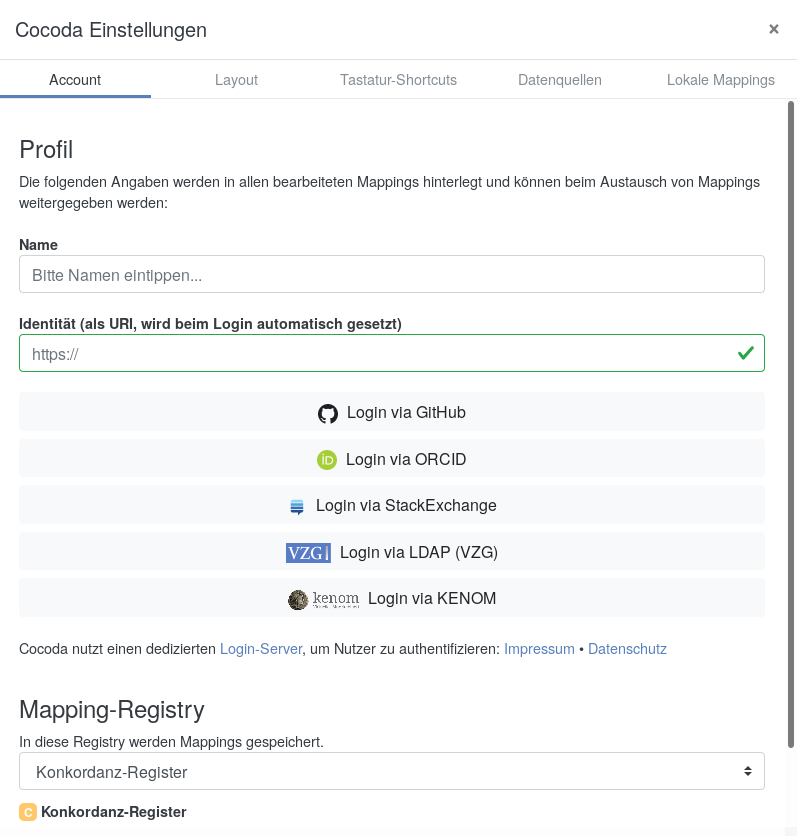 Cocoda Einstellungen
×
Account Layout Tastatur-Shortcuts Datenquellen Lokale Mappings
Profil
Die folgenden Angaben werden in allen bearbeiteten Mappings hinterlegt und können beim Austausch von Mappings
weitergegeben werden:
Name
Bitte Namen eintippen...
Identität (als URI, wird beim Login automatisch gesetzt)
https://
Login via GitHub
iD Login via ORCID
Login via StackExchange
VZG Login via LDAP (VZG)
kenom Login via KENOM
Cocoda nutzt einen dedizierten Login-Server, um Nutzer zu authentifizieren: Impressum • Datenschutz
Mapping-Registry
In diese Registry werden Mappings gespeichert.
Konkordanz-Register
C Konkordanz-Register